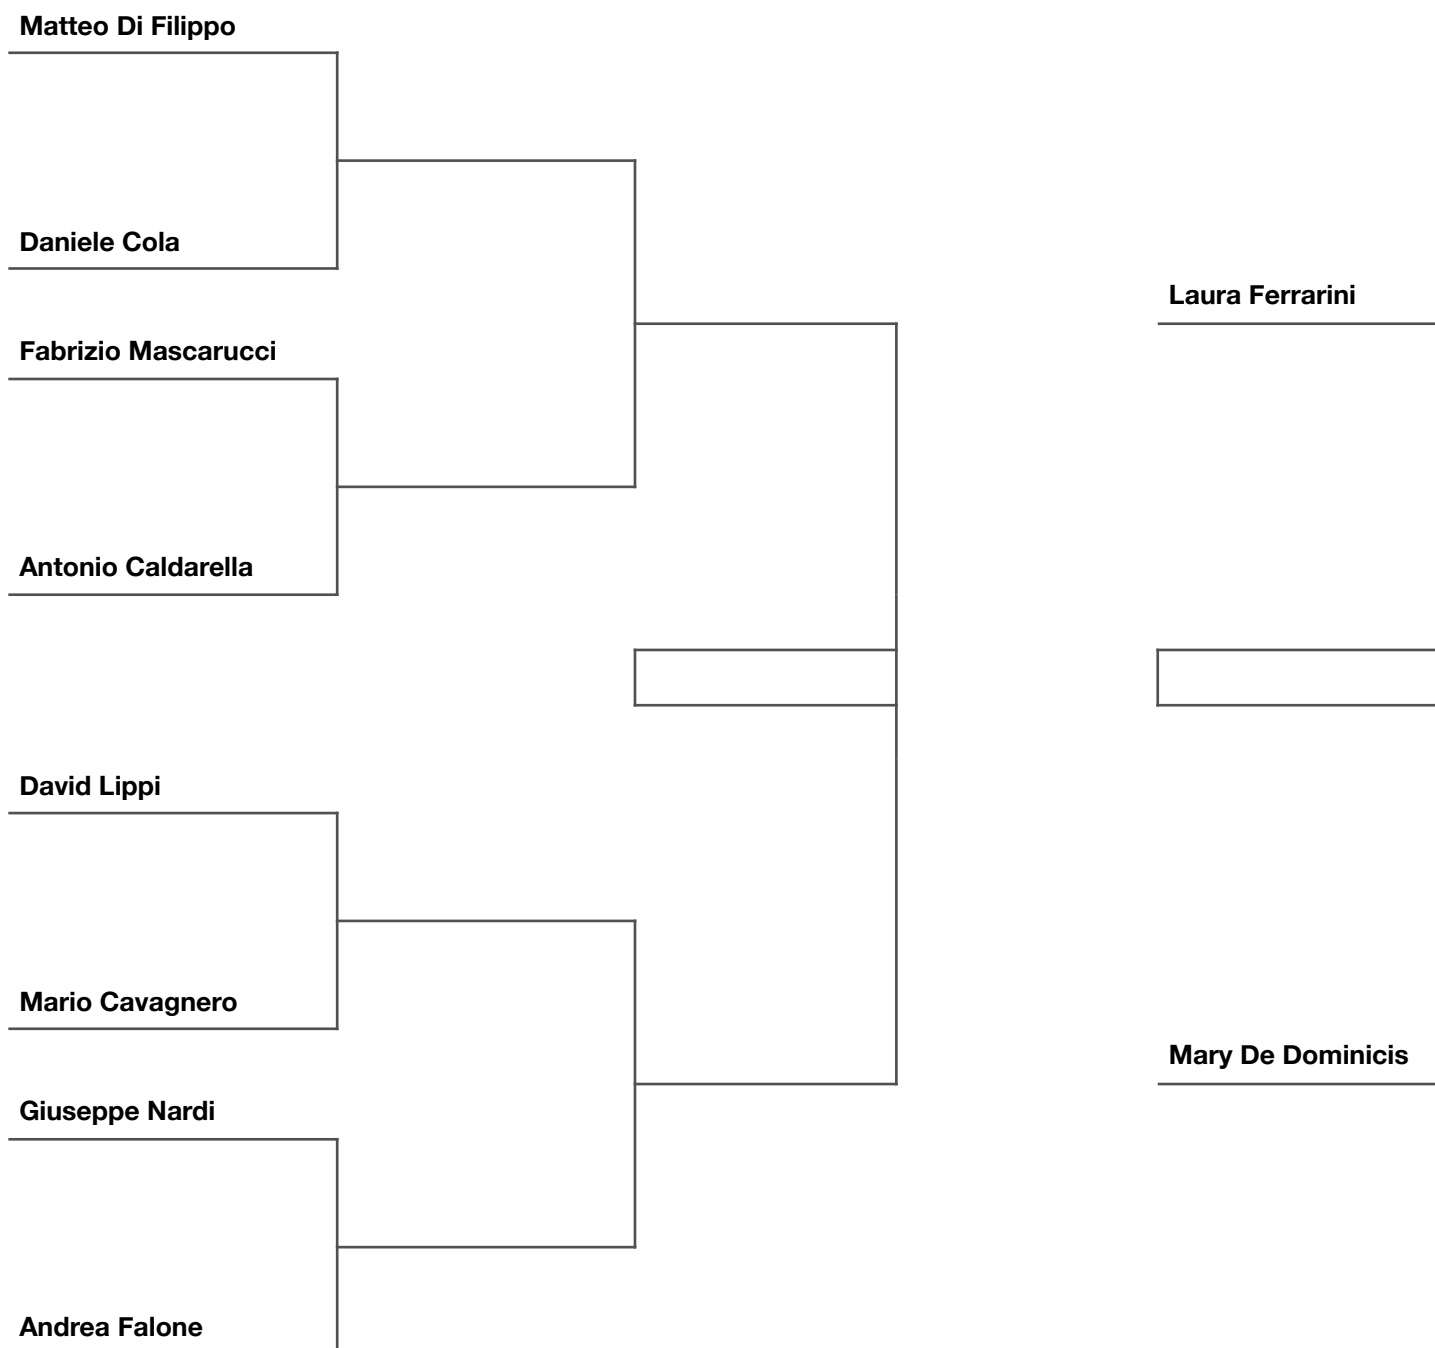 Matteo Di Filippo
Daniele Cola
Laura Ferrarini
Fabrizio Mascarucci
Antonio Caldarella
David Lippi
Mario Cavagnero
Mary De Dominicis
Giuseppe Nardi
Andrea Falone